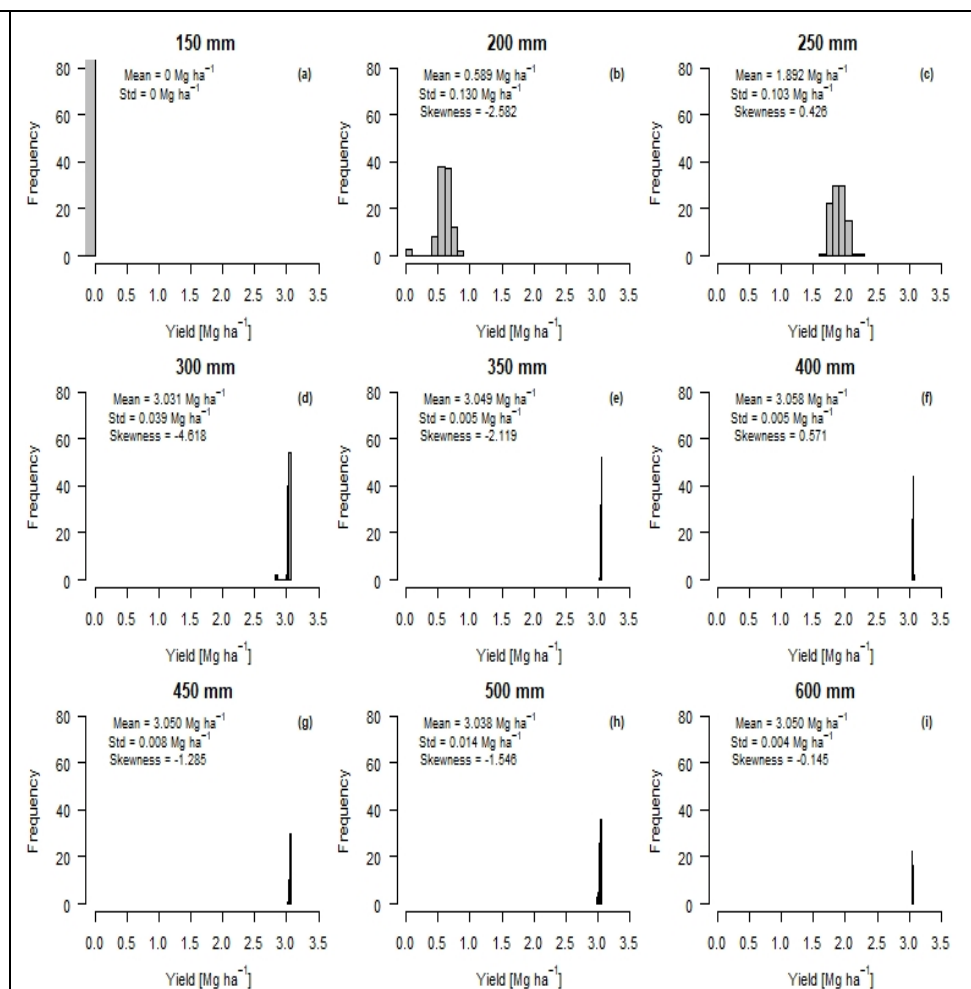 150 mm
Mean = 0 Mg ha⁻¹
(a)
Std = 0 Mg ha⁻¹
Frequency
80
60
40
20
0
0.0 0.5 1.0 1.5 2.0 2.5 3.0 3.5
Yield [Mg ha⁻¹]
200 mm
Mean = 0.589 Mg ha⁻¹
(b)
Std = 0.130 Mg ha⁻¹
Skewness = -2.582
Frequency
80
60
40
20
0
0.0 0.5 1.0 1.5 2.0 2.5 3.0 3.5
Yield [Mg ha⁻¹]
250 mm
Mean = 1.892 Mg ha⁻¹
(c)
Std = 0.103 Mg ha⁻¹
Skewness = 0.426
Frequency
80
60
40
20
0
0.0 0.5 1.0 1.5 2.0 2.5 3.0 3.5
Yield [Mg ha⁻¹]
300 mm
Mean = 3.031 Mg ha⁻¹
(d)
Std = 0.039 Mg ha⁻¹
Skewness = -4.618
Frequency
80
60
40
20
0
0.0 0.5 1.0 1.5 2.0 2.5 3.0 3.5
Yield [Mg ha⁻¹]
350 mm
Mean = 3.049 Mg ha⁻¹
(e)
Std = 0.005 Mg ha⁻¹
Skewness = -2.119
Frequency
80
60
40
20
0
0.0 0.5 1.0 1.5 2.0 2.5 3.0 3.5
Yield [Mg ha⁻¹]
400 mm
Mean = 3.058 Mg ha⁻¹
(f)
Std = 0.005 Mg ha⁻¹
Skewness = 0.571
Frequency
80
60
40
20
0
0.0 0.5 1.0 1.5 2.0 2.5 3.0 3.5
Yield [Mg ha⁻¹]
450 mm
Mean = 3.050 Mg ha⁻¹
(g)
Std = 0.008 Mg ha⁻¹
Skewness = -1.285
Frequency
80
60
40
20
0
0.0 0.5 1.0 1.5 2.0 2.5 3.0 3.5
Yield [Mg ha⁻¹]
500 mm
Mean = 3.038 Mg ha⁻¹
(h)
Std = 0.014 Mg ha⁻¹
Skewness = -1.546
Frequency
80
60
40
20
0
0.0 0.5 1.0 1.5 2.0 2.5 3.0 3.5
Yield [Mg ha⁻¹]
600 mm
Mean = 3.050 Mg ha⁻¹
(i)
Std = 0.004 Mg ha⁻¹
Skewness = -0.145
Frequency
80
60
40
20
0
0.0 0.5 1.0 1.5 2.0 2.5 3.0 3.5
Yield [Mg ha⁻¹]